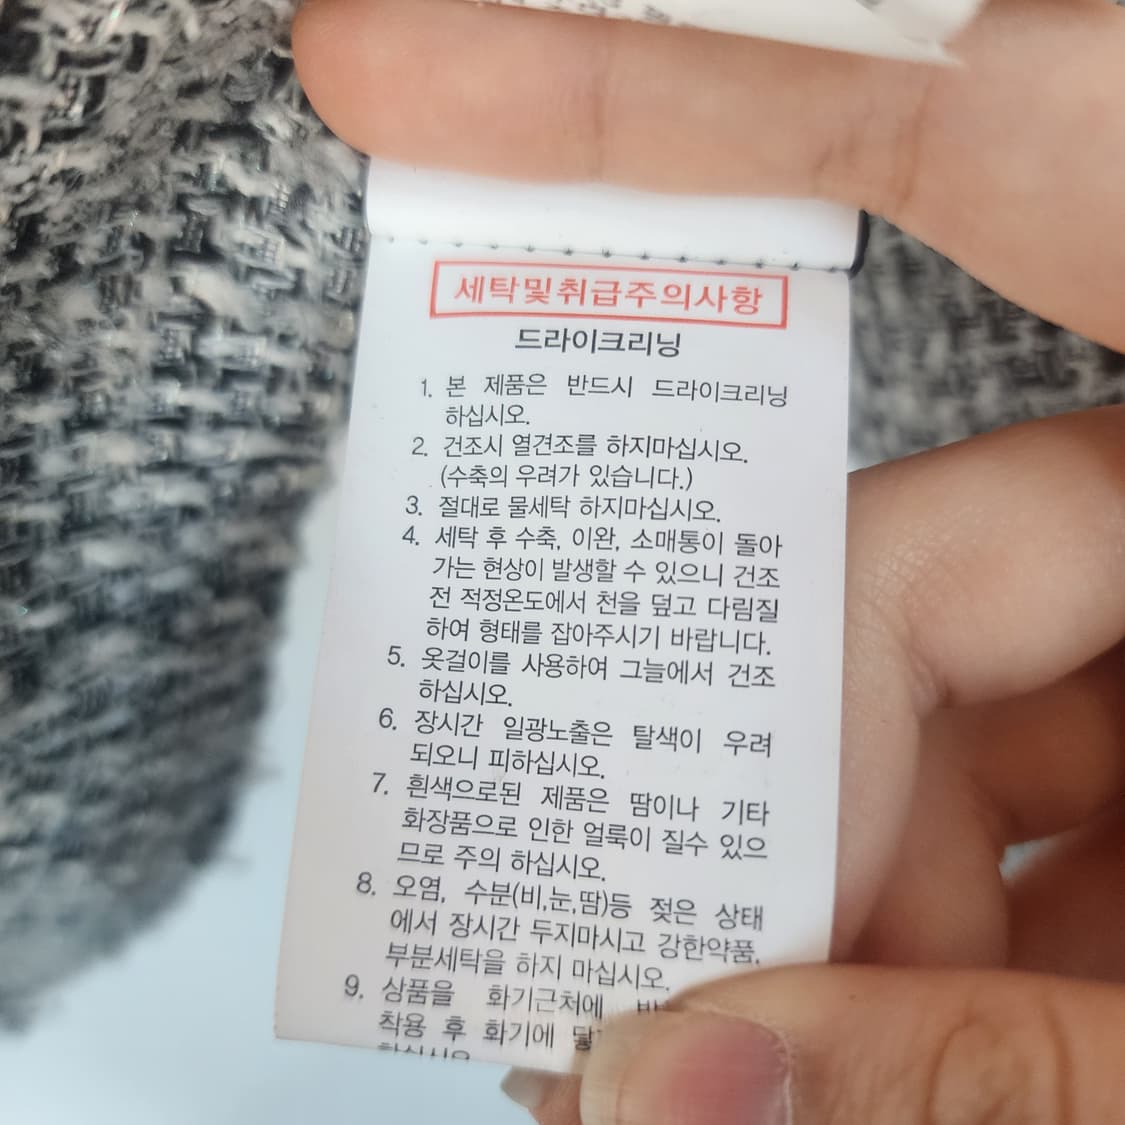 세탁및취급주의사항
드라이크리닝
1. 본 제품은 반드시 드라이크리닝
하십시오.
2. 건조시 열견조를 하지마십시오.
(수축의 우려가 있습니다.)
3. 절대로 물세탁 하지마십시오.
4. 세탁 후 수축, 이완, 소매통이 돌아
가는 현상이 발생할 수 있으니 건조
전 적정온도에서 천을 덮고 다림질
하여 형태를 잡아주시기 바랍니다.
5. 옷걸이를 사용하여 그늘에서 건조
하십시오.
6. 장시간 일광노출은 탈색이 우려
되오니 피하십시오.
7. 흰색으로된 제품은 땀이나 기타
화장품으로 인한 얼룩이 질수 있으
므로 주의 하십시오.
8. 오염, 수분(비,눈,땀)등 젖은 상태
에서 장시간 두지마시고 강한약품,
부분세탁을 하지 마십시오.
9. 상품을 화기근처에
착용 후 화기에